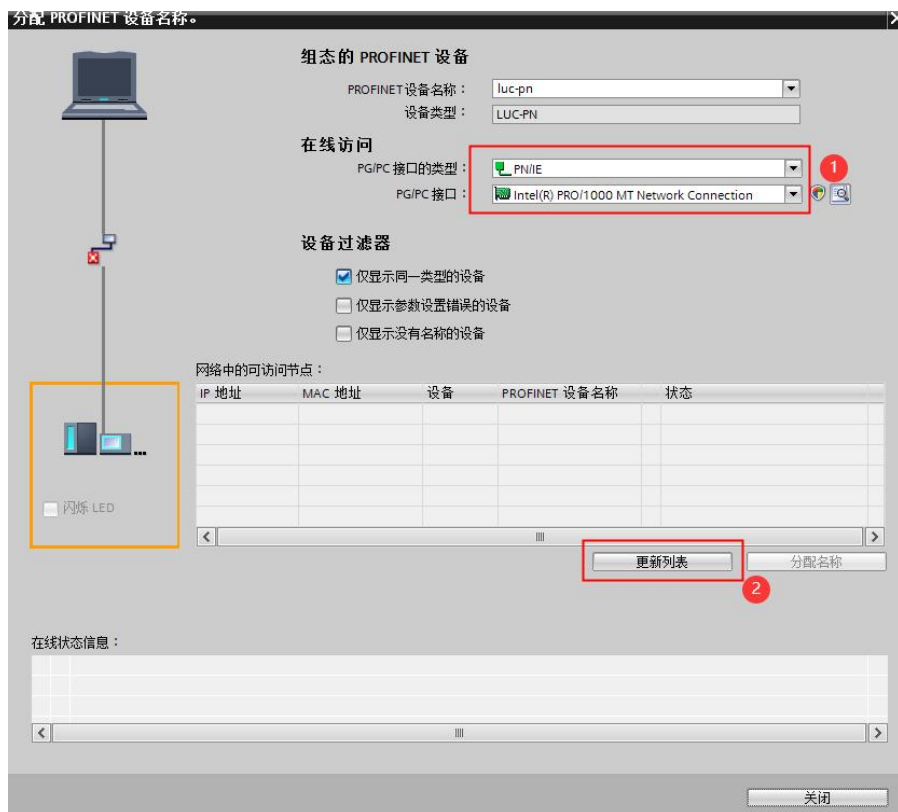 分配 PROFINET 设备名称。
组态的 PROFINET 设备
PROFINET设备名称： luc-pn
设备类型： LUC-PN
在线访问
PG/PC 接口的类型： PN/IE
1
PG/PC 接口： Intel(R) PRO/1000 MT Network Connection
设备过滤器
仅显示同一类型的设备
仅显示参数设置错误的设备
仅显示没有名称的设备
网络中的可访问节点：
IP 地址 MAC 地址 设备 PROFINET 设备名称 状态
闪烁 LED
更新列表 分配名称
2
在线状态信息：
关闭